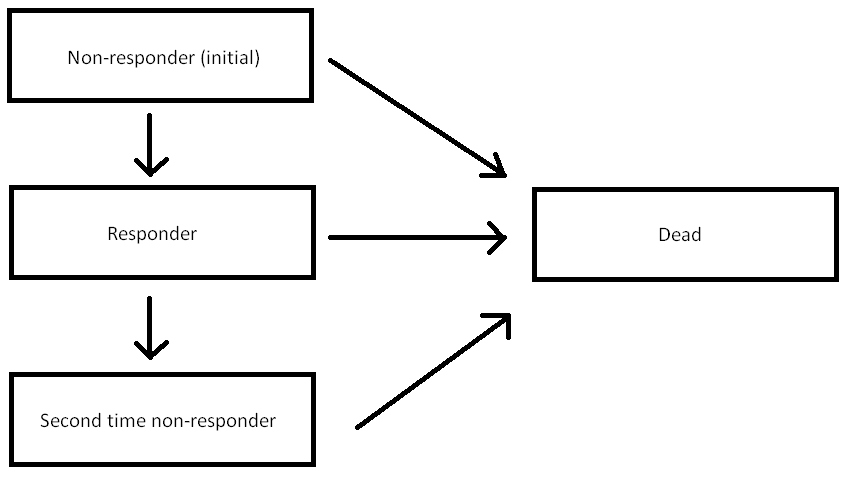 Non-responder (initial)
Responder
Dead
Second time non-responder